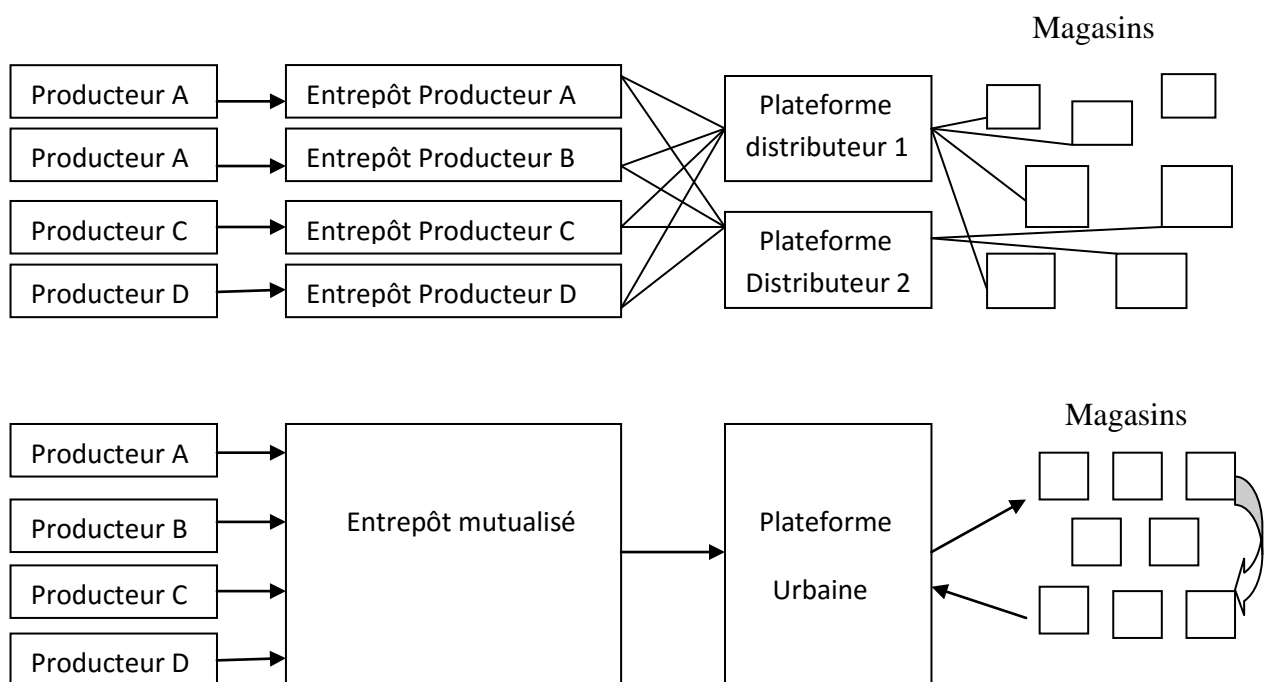 Magasins
Producteur A
Entrepôt Producteur A
Plateforme
distributeur 1
Producteur A
Entrepôt Producteur B
Producteur C
Entrepôt Producteur C
Plateforme
Distributeur 2
Producteur D
Entrepôt Producteur D
Magasins
Producteur A
Producteur B
Entrepôt mutualisé
Plateforme
Urbaine
Producteur C
Producteur D